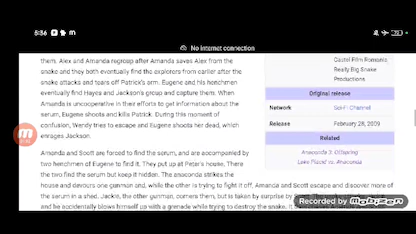 5:36
No internet connection
them. Alex and Amanda regroup after Amanda saves Alex from the
snake and they both eventually find the explorers from earlier after the
snake attacks and tears off Patrick's arm. Eugene and his henchmen
eventually find Hayes and Jackson's group and capture them. When
Amanda is uncooperative in their efforts to get information about the
serum, Eugene shoots and kills Patrick. During this moment of
confusion, Wendy tries to escape and Eugene shoots her dead, which
enrages Jackson.
Castel Film Romania,
Really Big Snake
Productions
Original release
Network Sci-Fi Channel
Release February 28, 2009
Related
Anaconda 3: Offspring
Lake Placid vs. Anaconda
Amanda and Scott are forced to find the serum, and are accompanied by
two henchmen of Eugene to find it. They put up at Peter's house. There
the two find the serum but keep it hidden. The anaconda strikes the
house and devours one gunman and, while the other is trying to fight it off, Amanda and Scott escape and discover more of
the serum in a shed. Jackie, the other gunman, corners them, but is taken by surprise by
and he accidentally blows himself up with a grenade while trying to destroy the snake. It
Recorded by mobizen